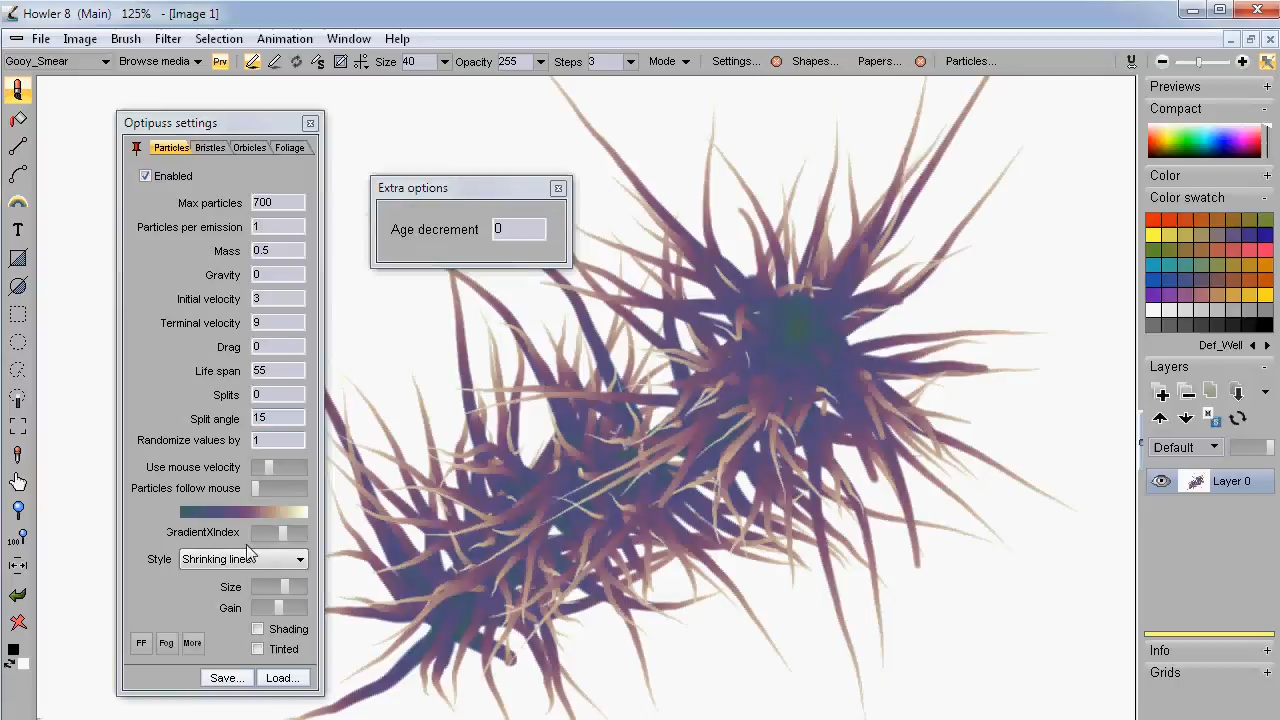 Howler 8 (Main) 125% - [Image 1]
File Image Brush Filter Selection Animation Window Help
Gooy_Smear Browse media Prv Size 40 Opacity 255 Steps 3 Mode Settings... Shapes... Papers... Particles...
Optipuss settings
Particles Bristles Orbicles Foliage
Enabled
Max particles 700
Particles per emission 1
Mass 0.5
Gravity 0
Initial velocity 3
Terminal velocity 9
Drag 0
Life span 55
Splits 0
Split angle 15
Randomize values by 1
Use mouse velocity
Particles follow mouse
GradientXIndex
Style Shrinking lines
Size
Gain
Shading
FF Fog More Tinted
Save... Load...
Extra options
Age decrement 0
Previews
Compact
Color
Color swatch
Def_Well
Layers
Default
Layer 0
Info
Grids
T
100